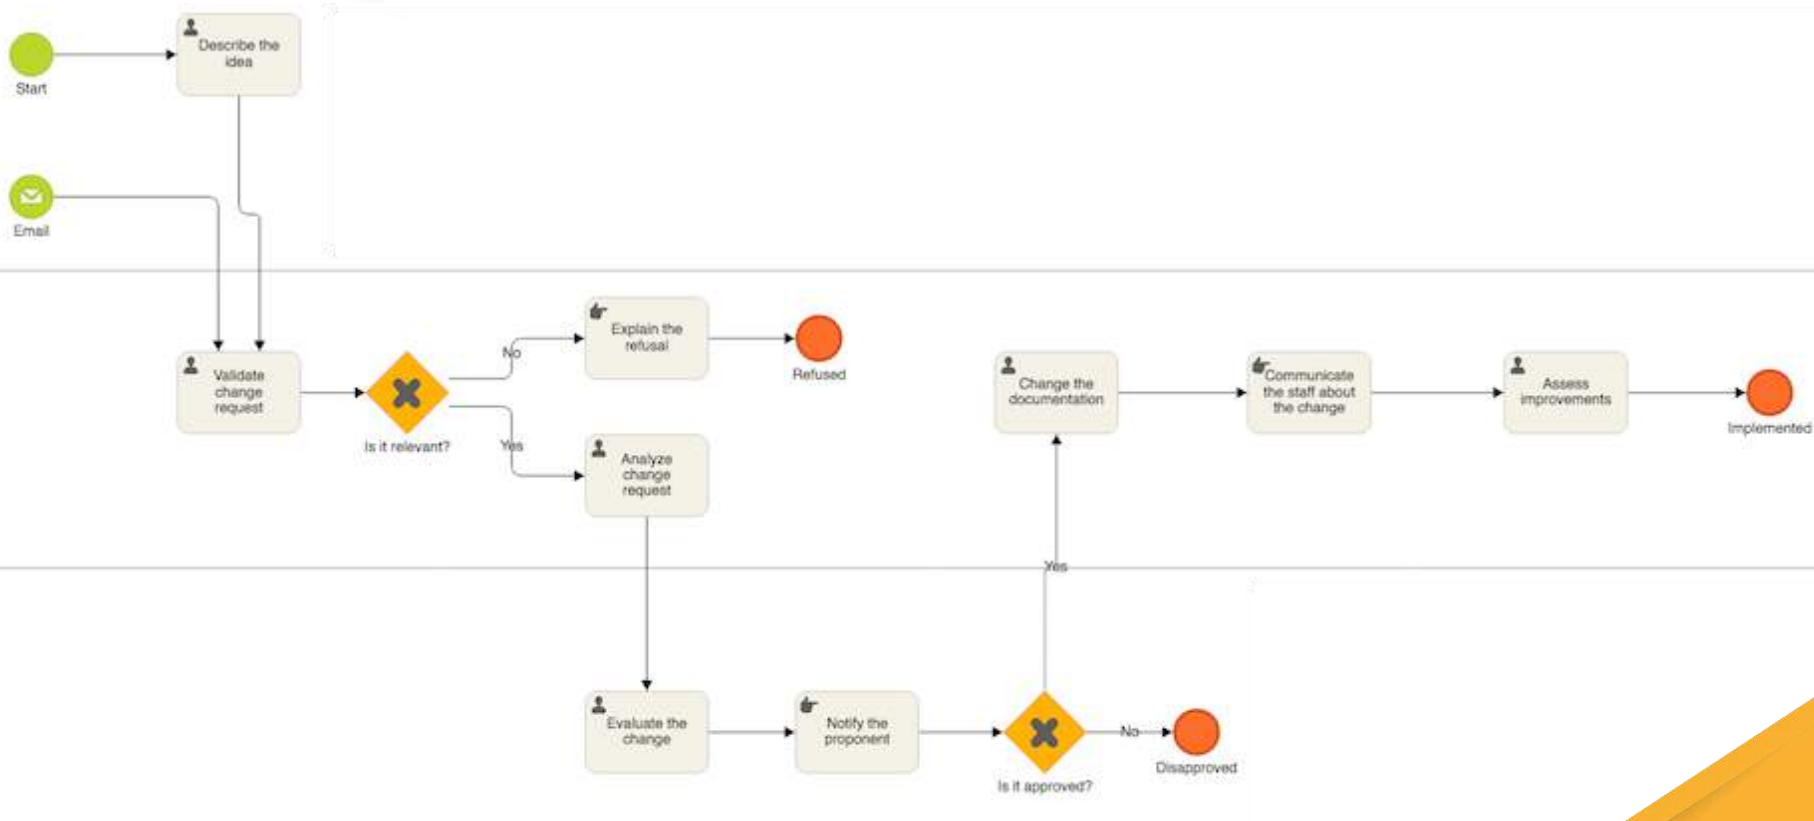 Describe the
idea
Start
Email
Validate
change
request
Is it relevant?
No
Yes
Explain the
refusal
Refused
Analyze
change
request
Change the
documentation
Communicate
the staff about
the change
Assess
improvements
Implemented
Yes
Evaluate the
change
Notify the
proponent
Is it approved?
No
Disapproved